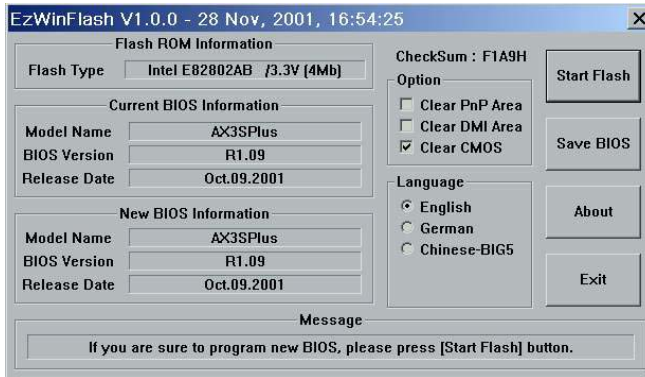 EzWinFlash V1.0.0 - 28 Nov, 2001, 16:54:25
Flash ROM Information
Flash Type Intel E82802AB /3.3V (4Mb)
Current BIOS Information
Model Name AX3SPlus
BIOS Version R1.09
Release Date Oct.09.2001
New BIOS Information
Model Name AX3SPlus
BIOS Version R1.09
Release Date Oct.09.2001
CheckSum : F1A9H
Option
Clear PnP Area
Clear DMI Area
Clear CMOS
Language
English
German
Chinese-BIG5
Start Flash
Save BIOS
About
Exit
Message
If you are sure to program new BIOS, please press [Start Flash] button.